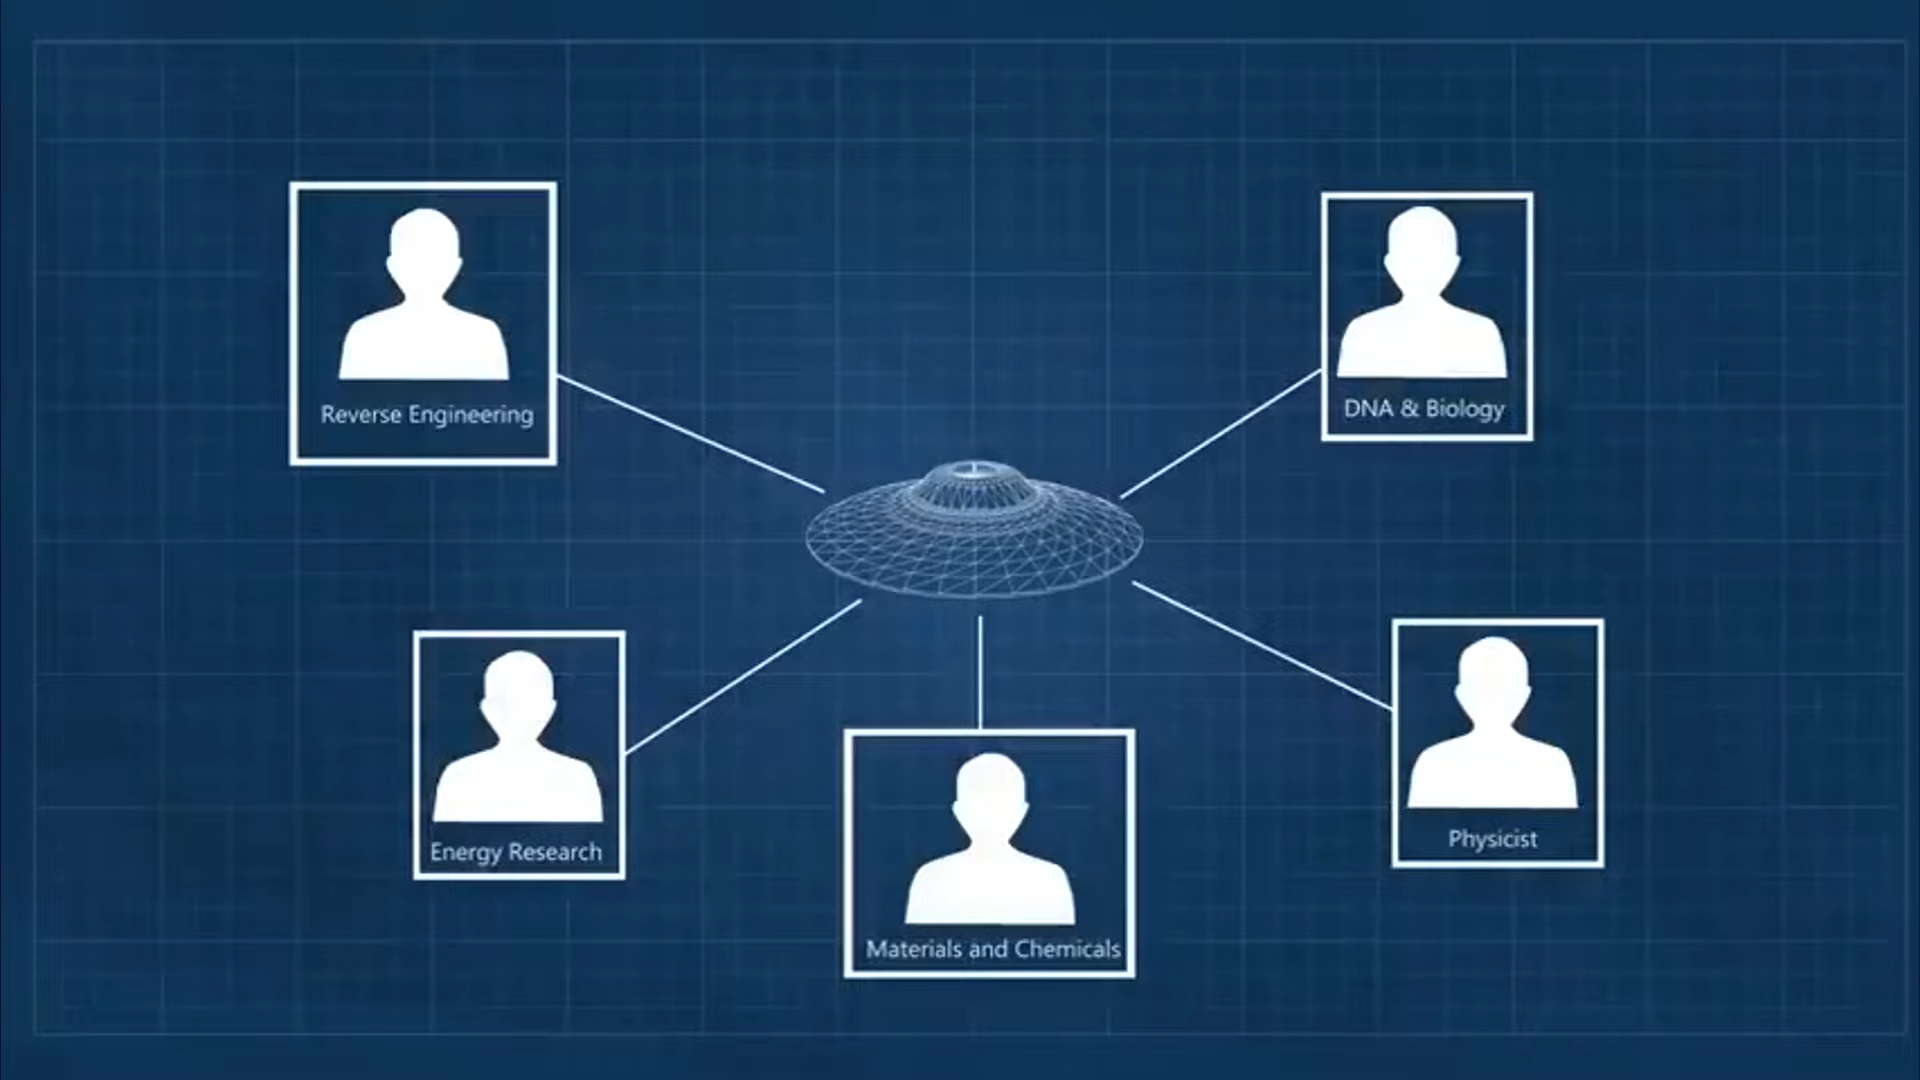 Reverse Engineering
DNA & Biology
Energy Research
Materials and Chemicals
Physicist